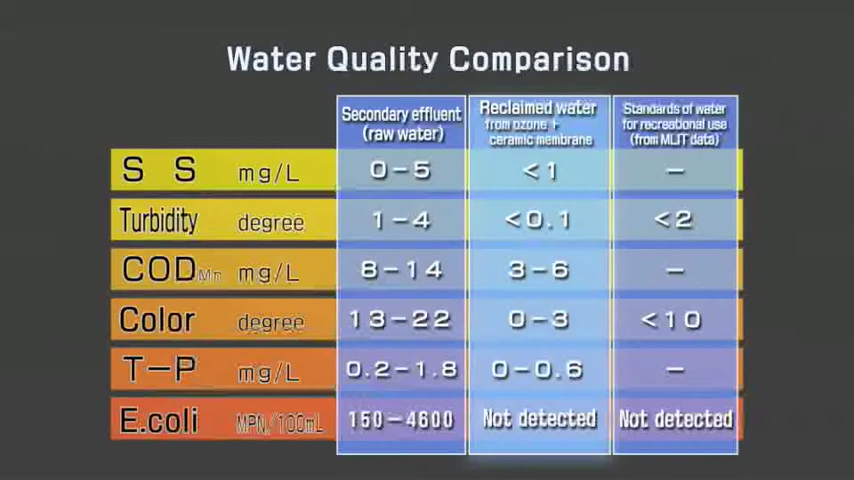 Water Quality Comparison
Secondary effluent
(raw water)
Reclaimed water
from ozone +
ceramic membrane
Standards of water
for recreational use
(from MLIT data)
S S mg/L 0-5 <1 -
Turbidity degree 1-4 <0.1 <2
CODMn mg/L 8-14 3-6 -
Color degree 13-22 0-3 <10
T-P mg/L 0.2-1.8 0-0.6 -
E.coli MPN/100mL 150-4600 Not detected Not detected